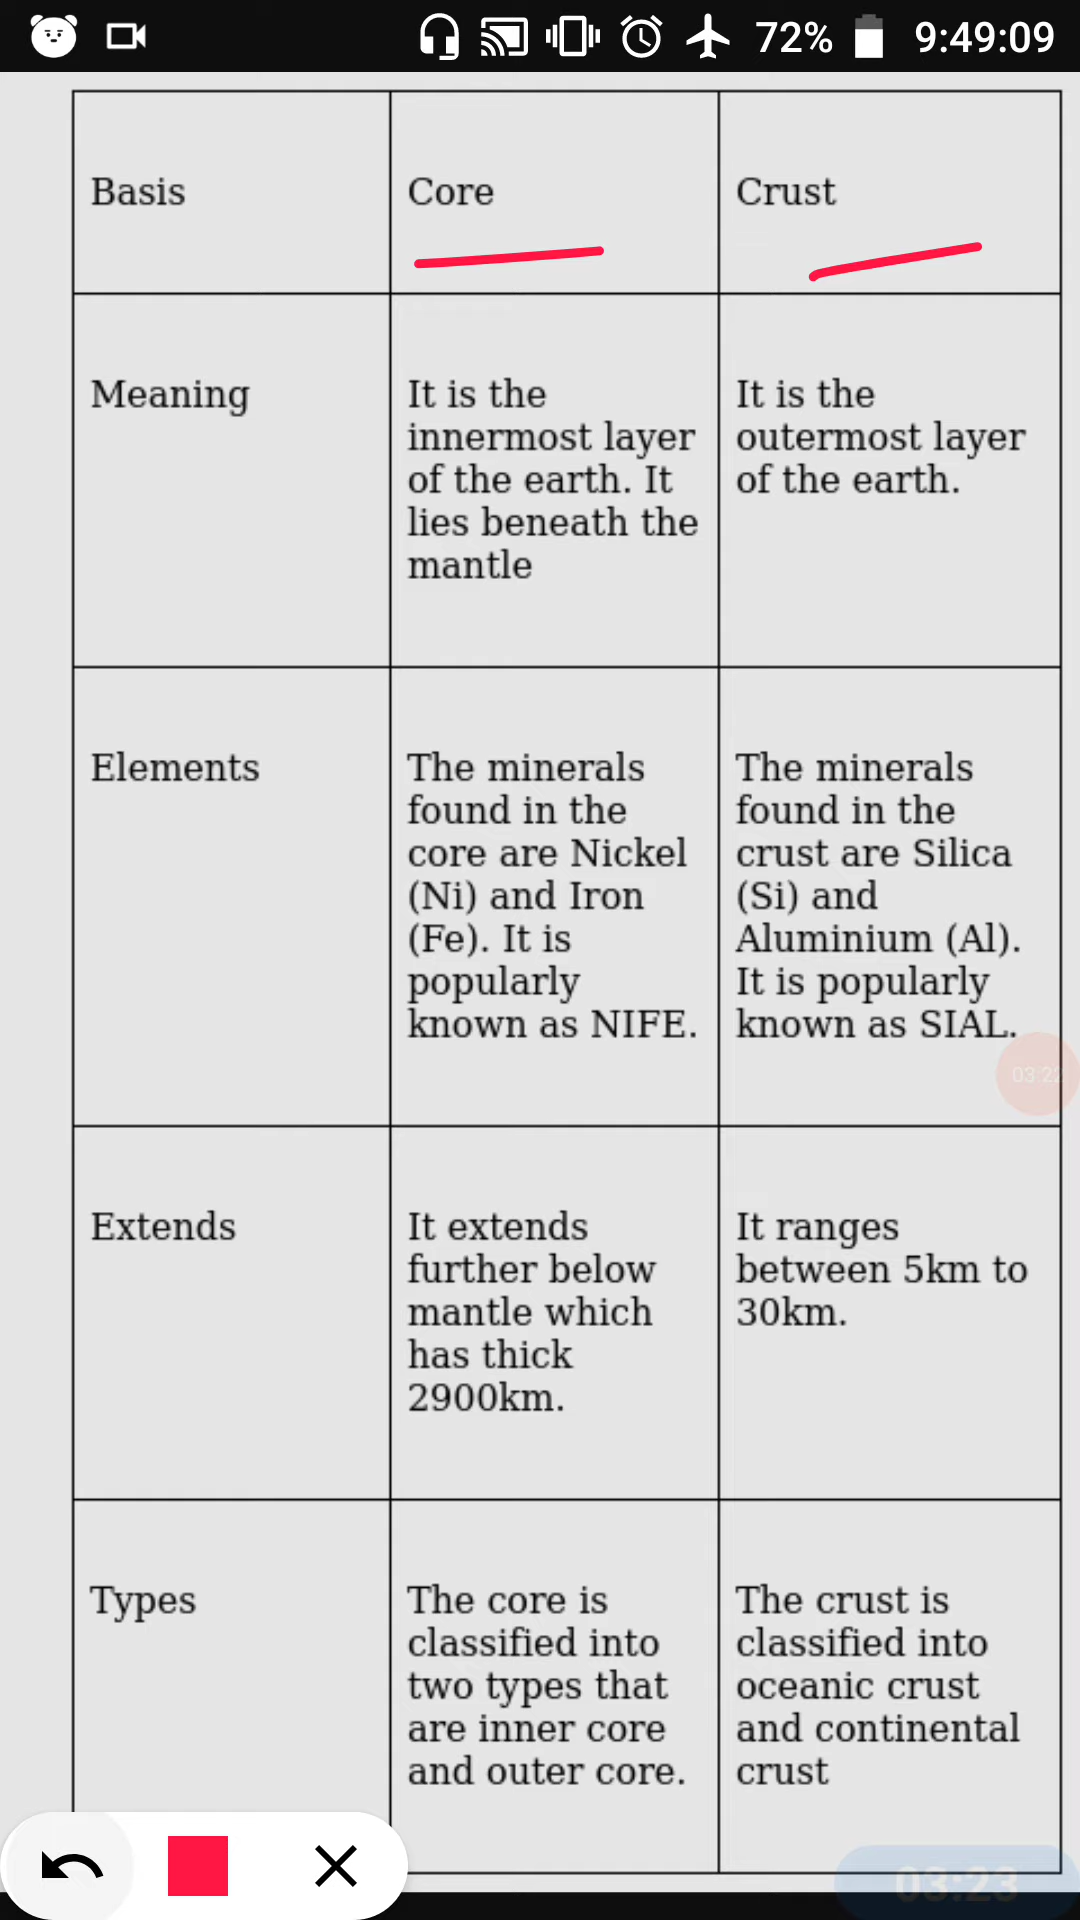 72% 9:49:09
Basis
Core
Crust
Meaning
It is the
innermost layer
of the earth. It
lies beneath the
mantle
It is the
outermost layer
of the earth.
Elements
The minerals
found in the
core are Nickel
(Ni) and Iron
(Fe). It is
popularly
known as NIFE.
The minerals
found in the
crust are Silica
(Si) and
Aluminium (Al).
It is popularly
known as SIAL.
03:22
Extends
It extends
further below
mantle which
has thick
2900km.
It ranges
between 5km to
30km.
Types
The core is
classified into
two types that
are inner core
and outer core.
The crust is
classified into
oceanic crust
and continental
crust
03:23